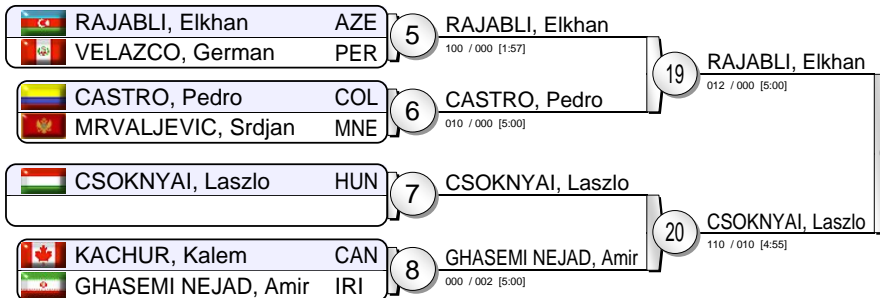 RAJABLI, Elkhan AZE
VELAZCO, German PER
5
RAJABLI, Elkhan
100 / 000 [1:57]
CASTRO, Pedro COL
MRVALJEVIC, Srdjan MNE
6
CASTRO, Pedro
010 / 000 [5:00]
19
RAJABLI, Elkhan
012 / 000 [5:00]
CSOKNYAI, Laszlo HUN
7
CSOKNYAI, Laszlo
KACHUR, Kalem CAN
GHASEMI NEJAD, Amir IRI
8
GHASEMI NEJAD, Amir
000 / 002 [5:00]
20
CSOKNYAI, Laszlo
110 / 010 [4:55]